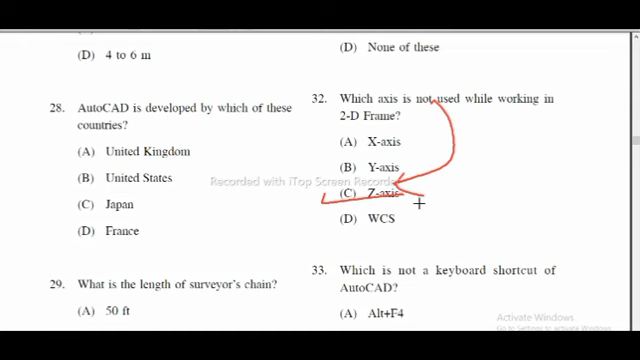 (D) 4 to 6 m
28. AutoCAD is developed by which of these
countries?
(A) United Kingdom
(B) United States
(C) Japan
(D) France
29. What is the length of surveyor's chain?
(A) 50 ft
(D) None of these
32. Which axis is not used while working in
2-D Frame?
(A) X-axis
(B) Y-axis
(C) Z-axis
(D) WCS
33. Which is not a keyboard shortcut of
AutoCAD?
(A) Alt+F4
Recorded with iTop Screen Recorder
Activate Windows
Go to Settings to activate Windows.